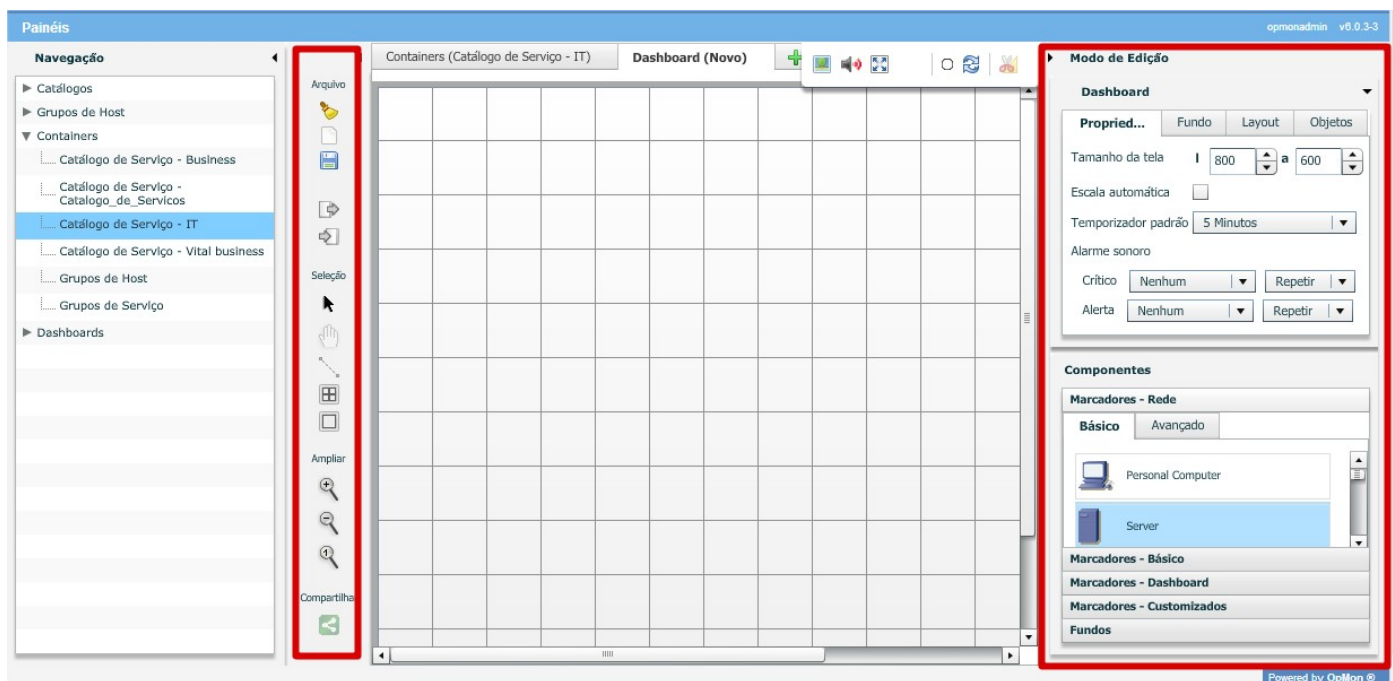 Painéis
opmonadmin v6.0.3-3
Navegação
Catálogos
Grupos de Host
Containers
Catálogo de Serviço - Business
Catálogo de Serviço -
Catalogo_de_Servicos
Catálogo de Serviço - IT
Catálogo de Serviço - Vital business
Grupos de Host
Grupos de Serviço
Dashboards
Arquivo
Seleção
Ampliar
1
Compartilha
Containers (Catálogo de Serviço - IT)
Dashboard (Novo)
Modo de Edição
Dashboard
Propried... Fundo Layout Objetos
Tamanho da tela l 800 a 600
Escala automática
Temporizador padrão 5 Minutos
Alarme sonoro
Crítico Nenhum Repetir
Alerta Nenhum Repetir
Componentes
Marcadores - Rede
Básico Avançado
Personal Computer
Server
Marcadores - Básico
Marcadores - Dashboard
Marcadores - Customizados
Fundos
Powered by OpMon ®